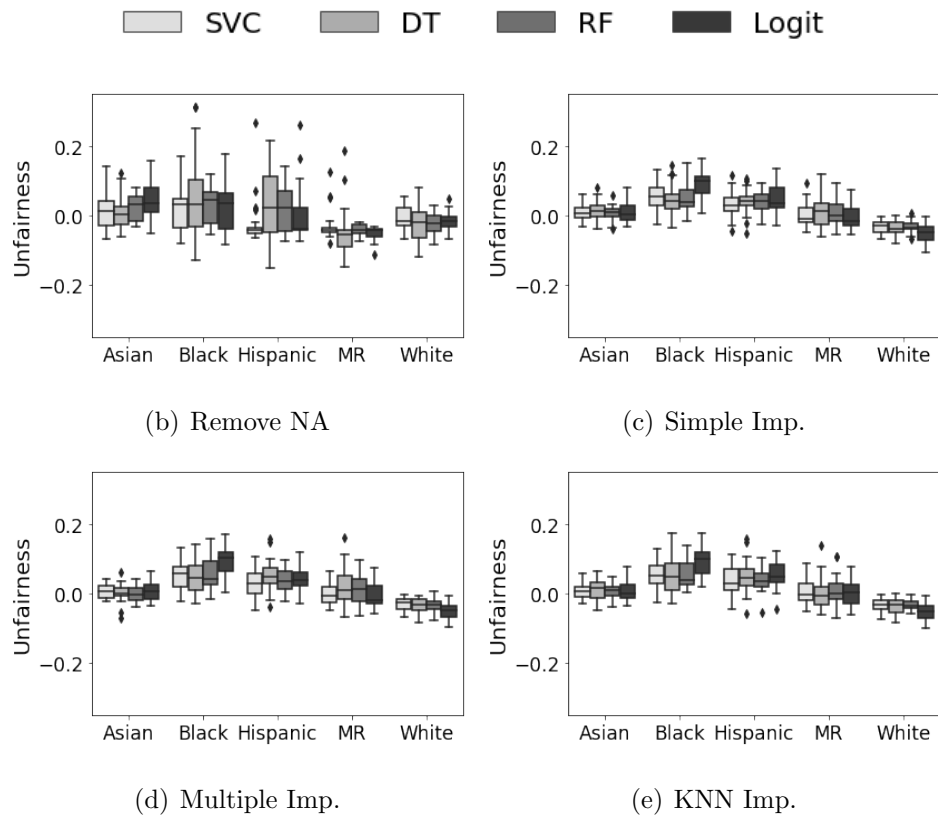 SVC DT RF Logit
Unfairness
0.2
0.0
−0.2
Asian Black Hispanic MR White
(b) Remove NA
Unfairness
0.2
0.0
−0.2
Asian Black Hispanic MR White
(c) Simple Imp.
Unfairness
0.2
0.0
−0.2
Asian Black Hispanic MR White
(d) Multiple Imp.
Unfairness
0.2
0.0
−0.2
Asian Black Hispanic MR White
(e) KNN Imp.